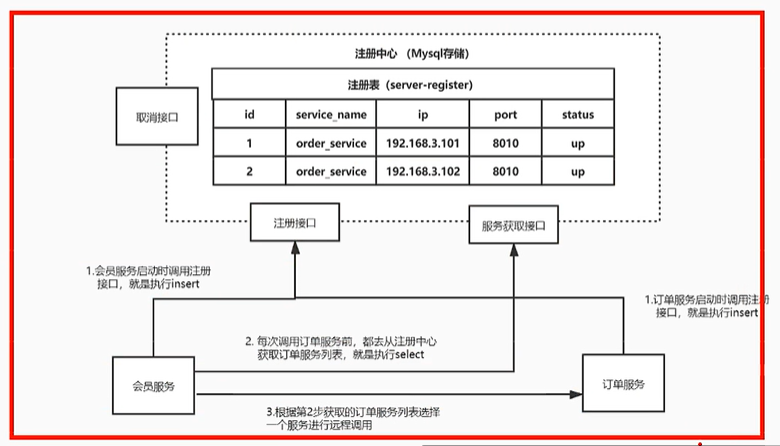 注册中心 （Mysql存储）
注册表（server-register）
id service_name ip port status
1 order_service 192.168.3.101 8010 up
2 order_service 192.168.3.102 8010 up
取消接口
注册接口
服务获取接口
1.会员服务启动时调用注册
接口，就是执行insert
1.订单服务启动时调用注册
接口，就是执行insert
2. 每次调用订单服务前，都去从注册中心
获取订单服务列表，就是执行select
会员服务
订单服务
3.根据第2步获取的订单服务列表选择
一个服务进行远程调用